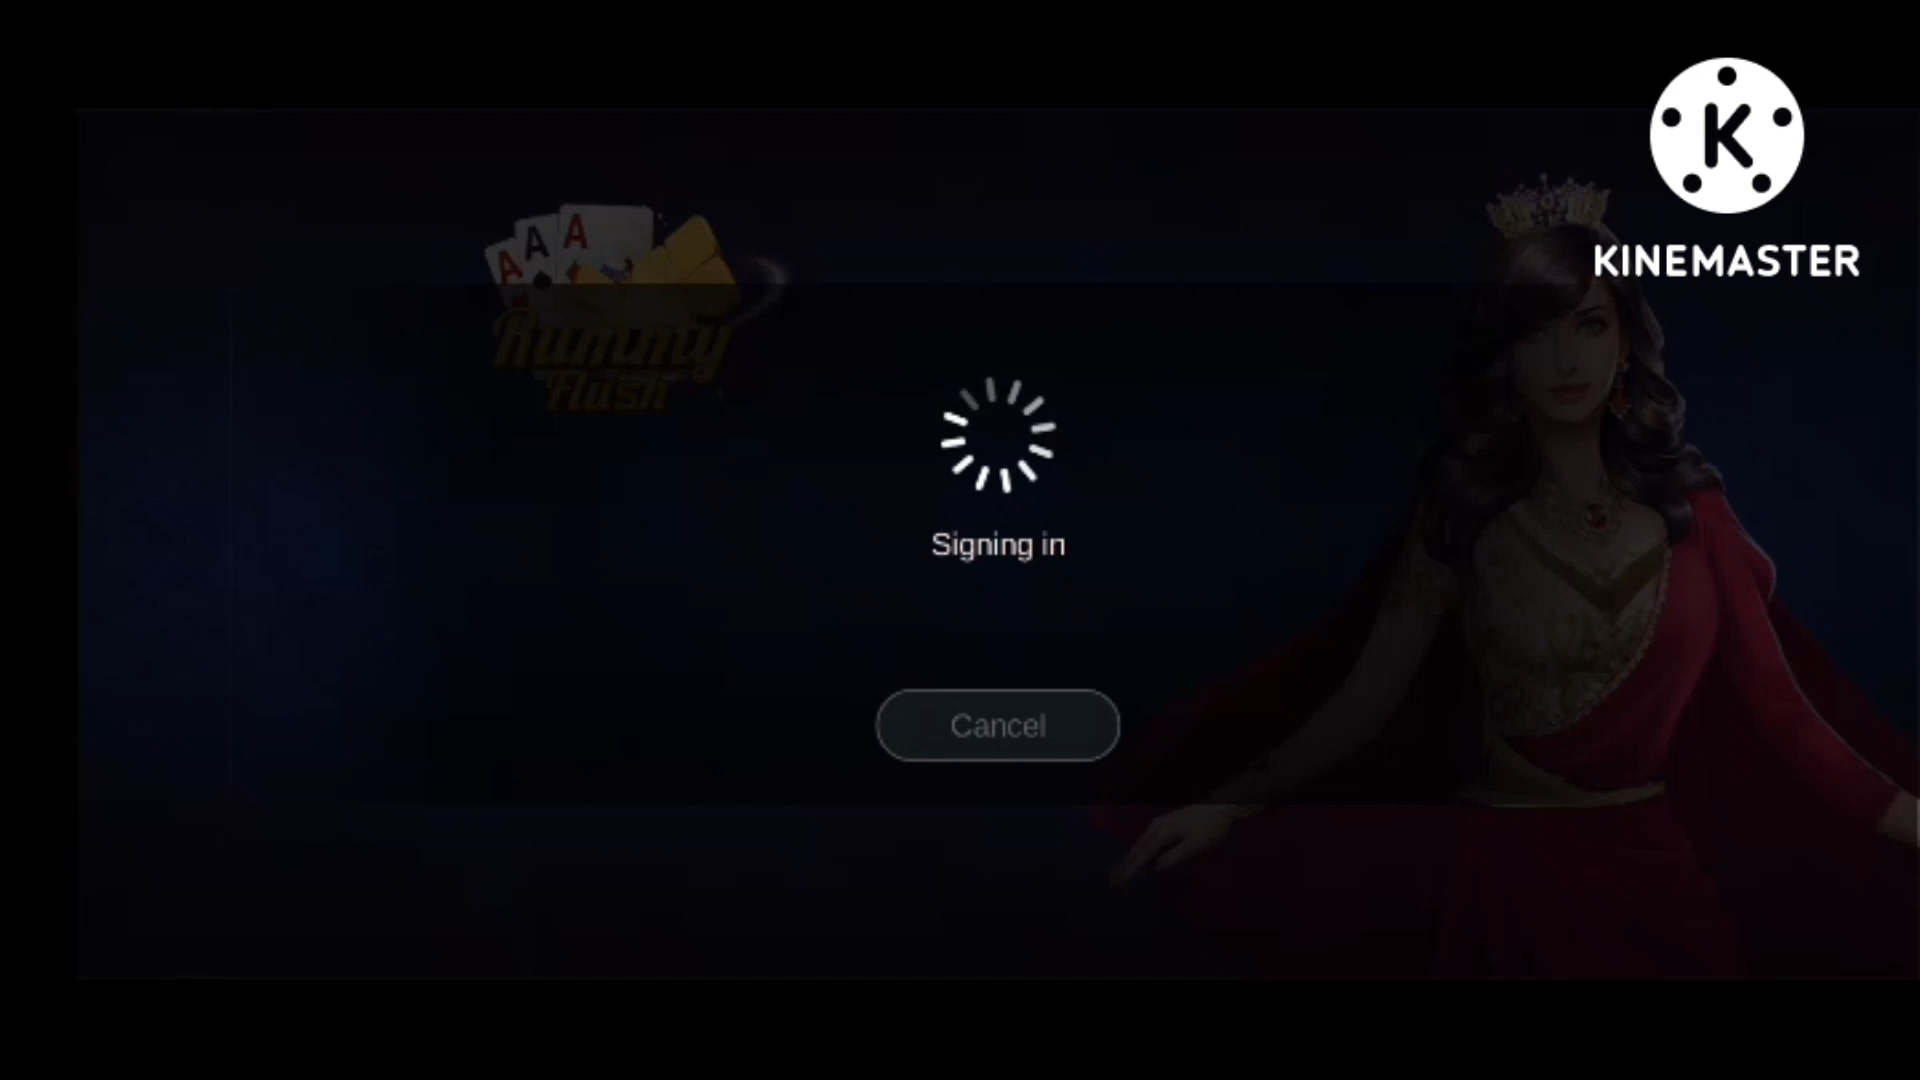 K
KINEMASTER
A A A
Rummy
Flush
Signing in
Cancel